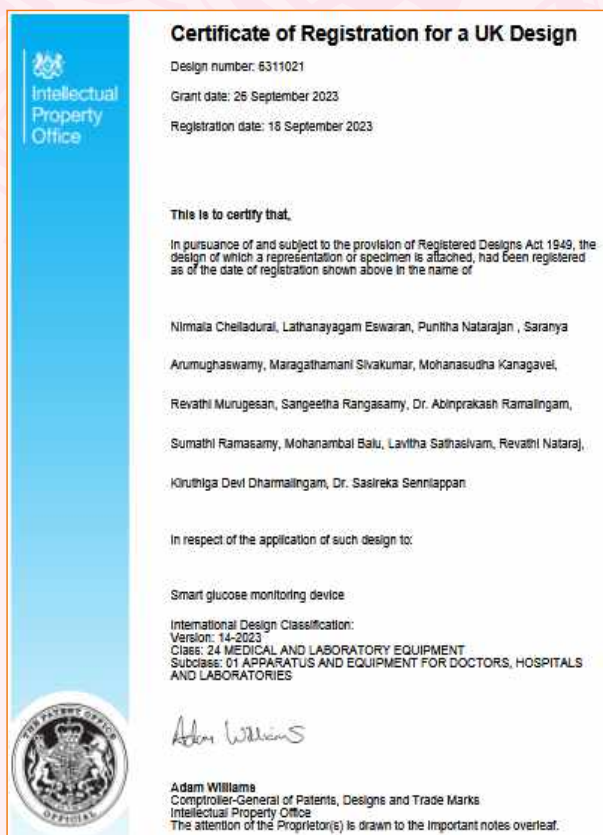 Intellectual
Property
Office
Certificate of Registration for a UK Design
Design number: 6311021
Grant date: 26 September 2023
Registration date: 18 September 2023
This is to certify that,
In pursuance of and subject to the provision of Registered Designs Act 1949, the
design of which a representation or specimen is attached, had been registered
as of the date of registration shown above in the name of
Nirmala Chelladurai, Lathanayagam Eswaran, Punitha Natarajan , Saranya
Arumughaswamy, Maragathamani Sivakumar, Mohanasudha Kanagavel,
Revathi Murugesan, Sangeetha Rangasamy, Dr. Abinprakash Ramalingam,
Sumathi Ramasamy, Mohanambal Balu, Lavitha Sathasivam, Revathi Nataraj,
Kiruthiga Devi Dharmalingam, Dr. Sasireka Senniappan
In respect of the application of such design to:
Smart glucose monitoring device
International Design Classification:
Version: 14-2023
Class: 24 MEDICAL AND LABORATORY EQUIPMENT
Subclass: 01 APPARATUS AND EQUIPMENT FOR DOCTORS, HOSPITALS
AND LABORATORIES
Adam Williams
THE PATENT OFFICE
OFFICIAL
Adam Williams
Comptroller-General of Patents, Designs and Trade Marks
Intellectual Property Office
The attention of the Proprietor(s) is drawn to the important notes overleaf.